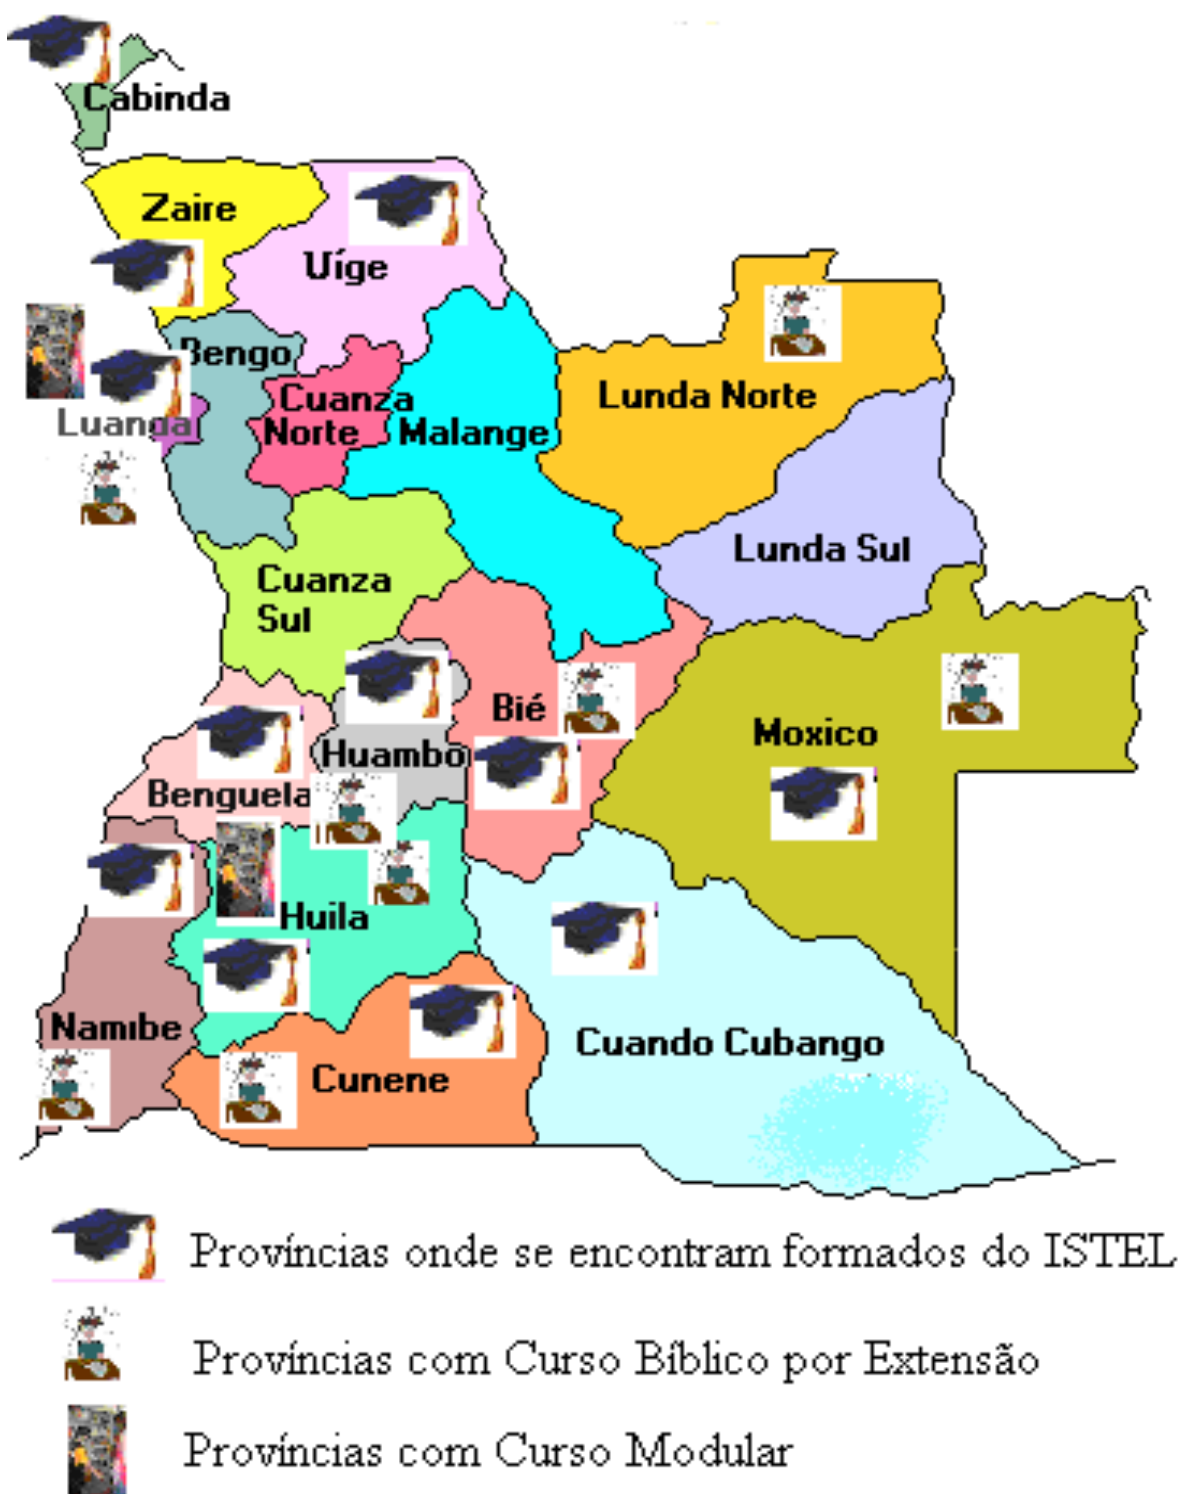 Cabinda
Zaire
Uíge
Bengo
Cuanza
Norte
Malange
Lunda Norte
Luanda
Lunda Sul
Cuanza
Sul
Bié
Moxico
Huambo
Benguela
Huila
Namibe
Cuando Cubango
Cunene
Províncias onde se encontram formados do ISTEL
Províncias com Curso Bíblico por Extensão
Províncias com Curso Modular